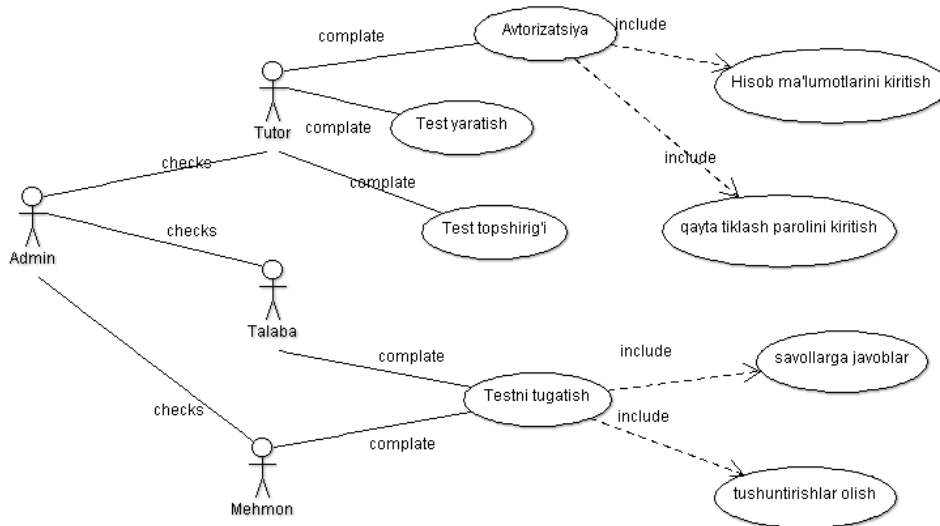 complate
Avtorizatsiya
include
Hisob ma'lumotlarini kiritish
Tutor
complate
Test yaratish
checks
complate
include
Admin
checks
Test topshirig'i
qayta tiklash parolini kiritish
Talaba
complate
include
savollarga javoblar
checks
Testni tugatish
include
complate
Mehmon
tushuntirishlar olish